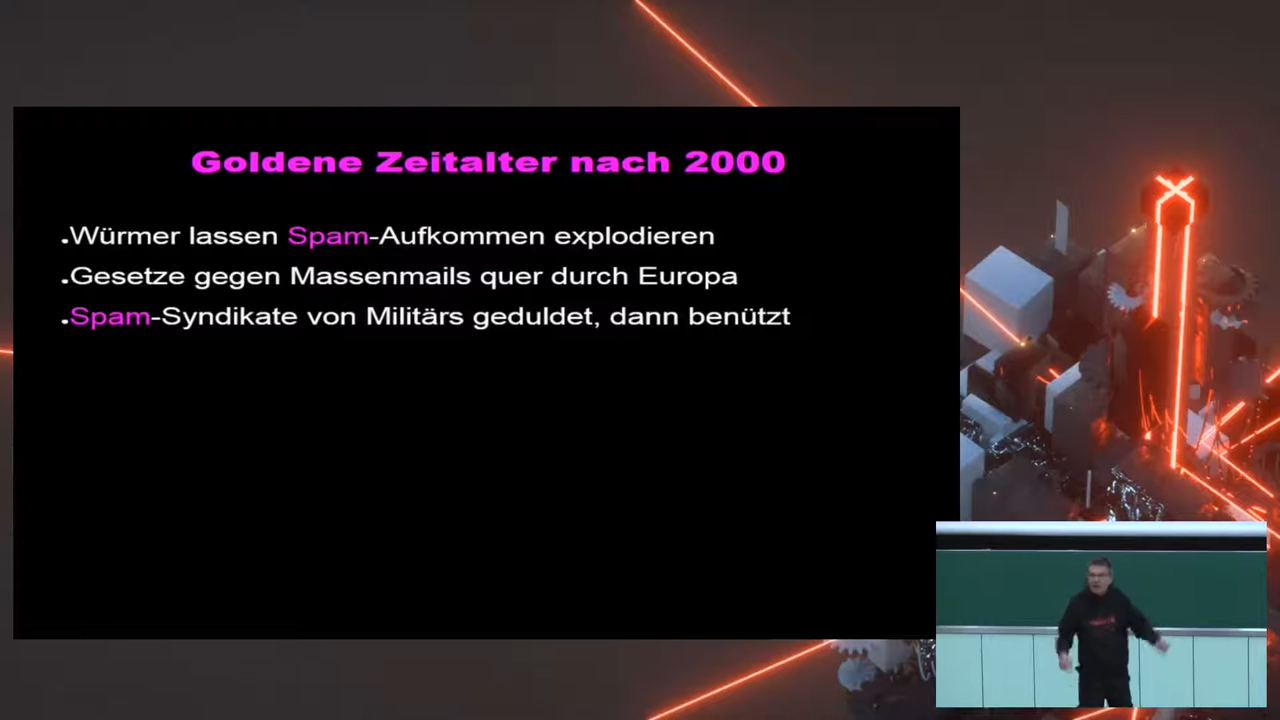 Goldene Zeitalter nach 2000
.Würmer lassen Spam-Aufkommen explodieren
.Gesetze gegen Massenmails quer durch Europa
.Spam-Syndikate von Militärs geduldet, dann benützt